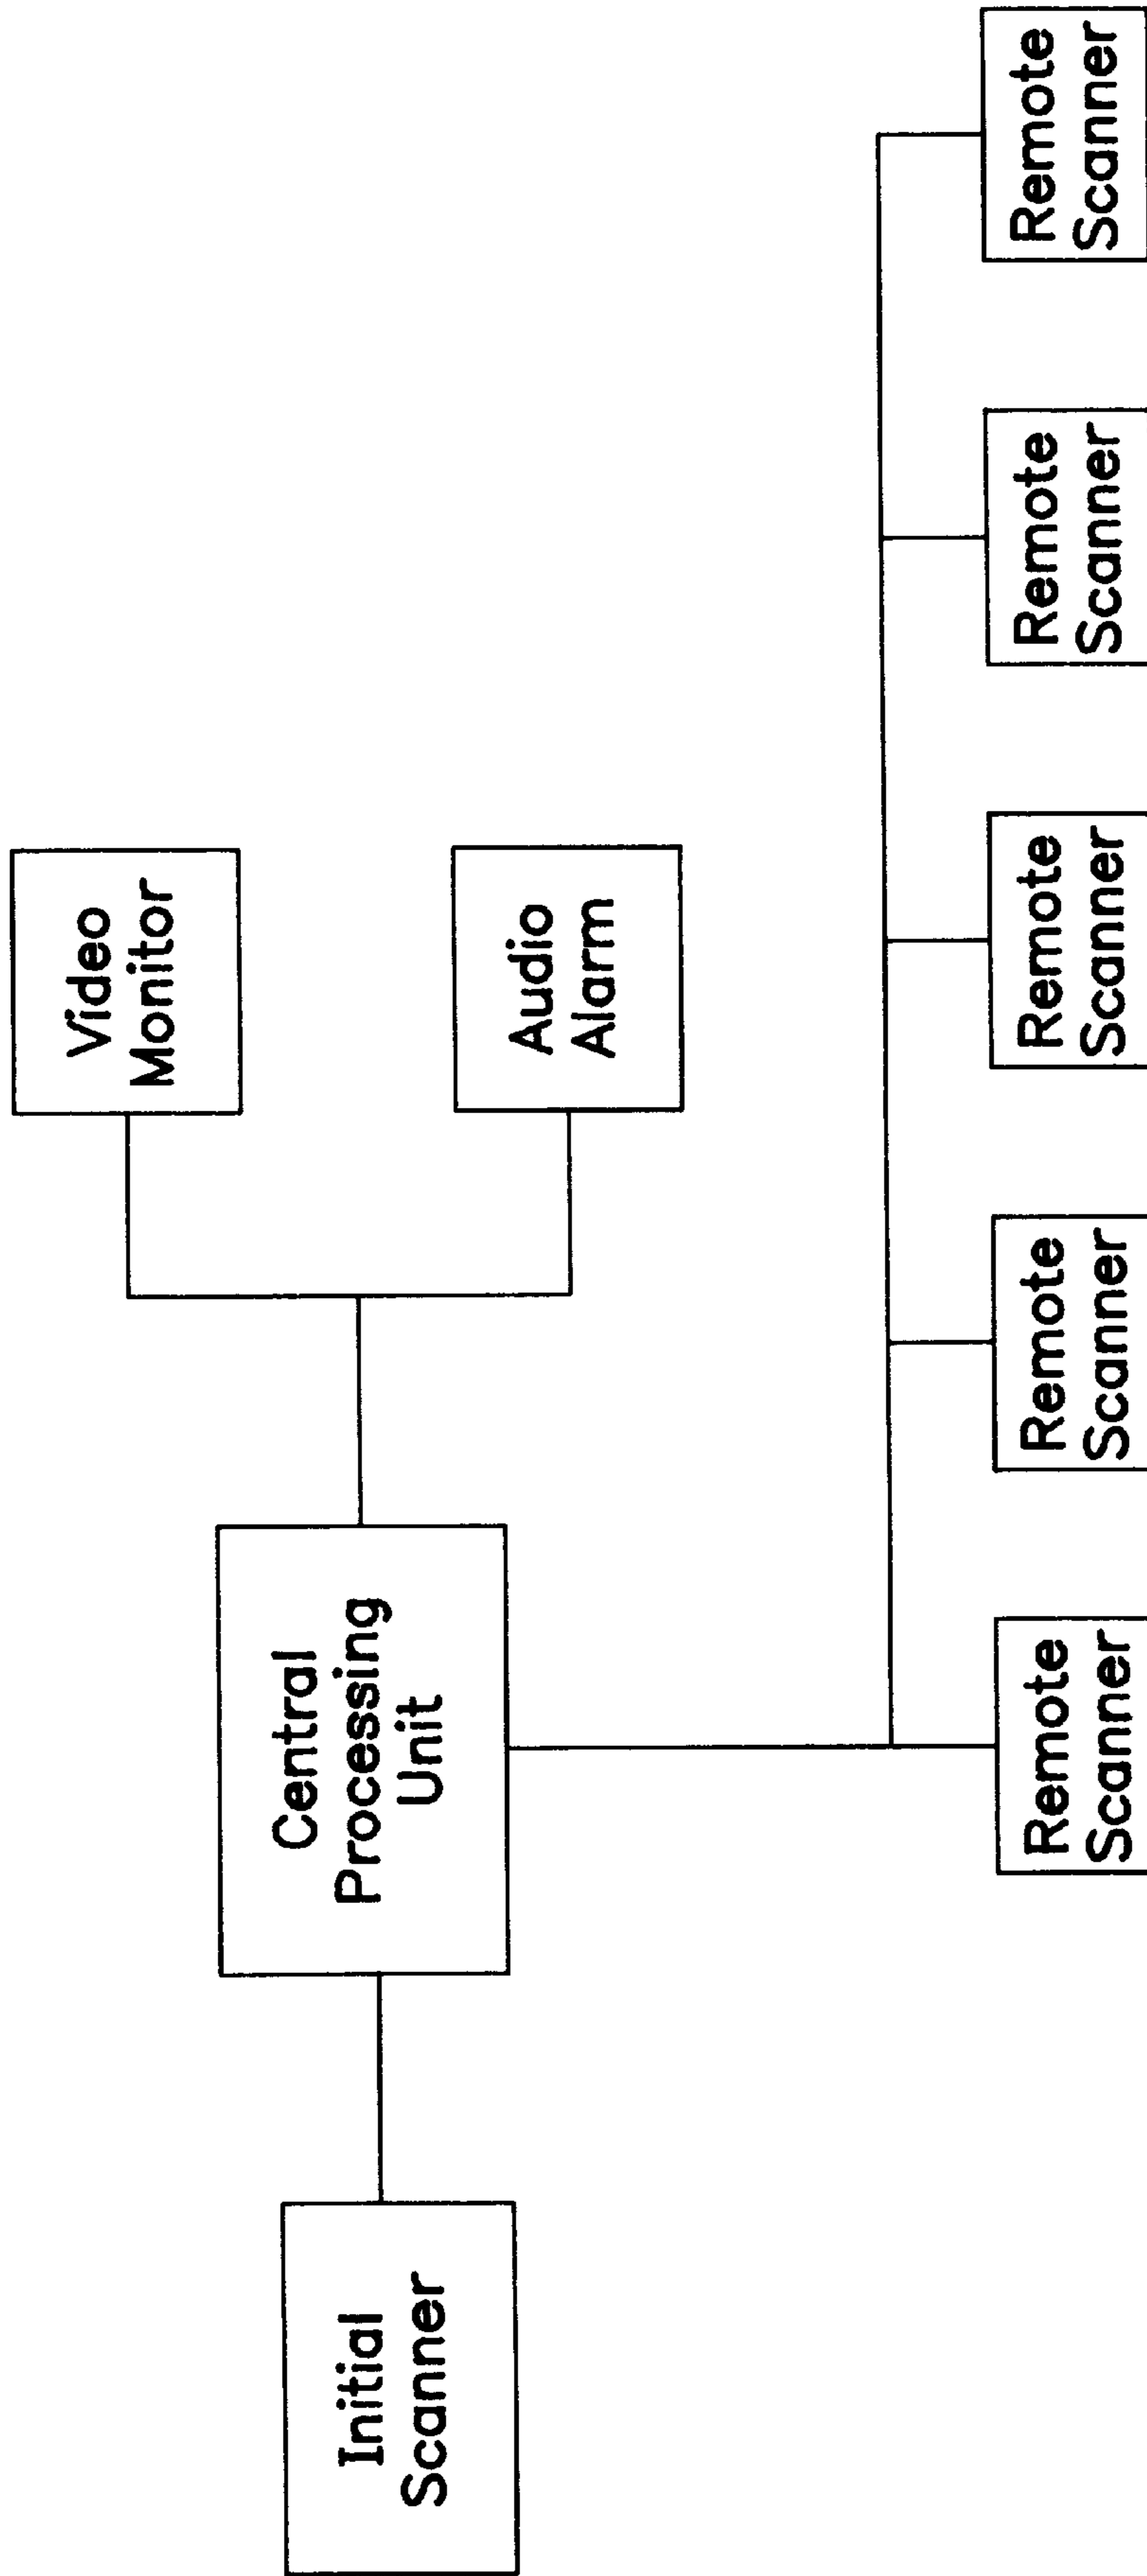 Video
Monitor
Audio
Alarm
Central
Processing
Unit
Initial
Scanner
Remote
Scanner
Remote
Scanner
Remote
Scanner
Remote
Scanner
Remote
Scanner